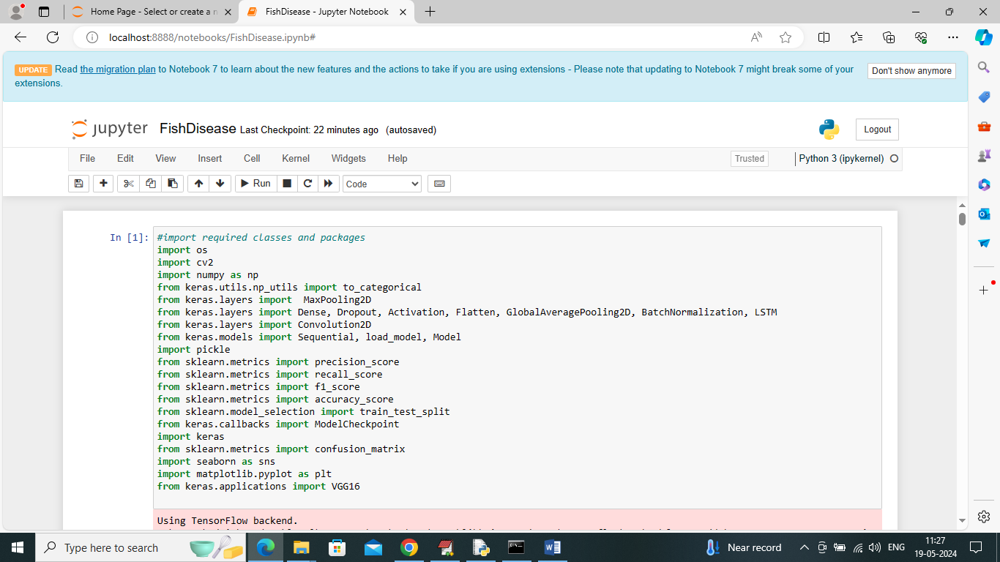 Home Page - Select or create a n
FishDisease - Jupyter Notebook
localhost:8888/notebooks/FishDisease.ipynb#
UPDATE Read the migration plan to Notebook 7 to learn about the new features and the actions to take if you are using extensions - Please note that updating to Notebook 7 might break some of your
extensions.
Don't show anymore
jupyter FishDisease Last Checkpoint: 22 minutes ago (autosaved)
Logout
File Edit View Insert Cell Kernel Widgets Help
Trusted
Python 3 (ipykernel)
Run
Code
In [1]:
#import required classes and packages
import os
import cv2
import numpy as np
from keras.utils.np_utils import to_categorical
from keras.layers import  MaxPooling2D
from keras.layers import Dense, Dropout, Activation, Flatten, GlobalAveragePooling2D, BatchNormalization, LSTM
from keras.layers import Convolution2D
from keras.models import Sequential, load_model, Model
import pickle
from sklearn.metrics import precision_score
from sklearn.metrics import recall_score
from sklearn.metrics import f1_score
from sklearn.metrics import accuracy_score
from sklearn.model_selection import train_test_split
from keras.callbacks import ModelCheckpoint
import keras
from sklearn.metrics import confusion_matrix
import seaborn as sns
import matplotlib.pyplot as plt
from keras.applications import VGG16
Using TensorFlow backend.
Type here to search
Near record
ENG
11:27
19-05-2024